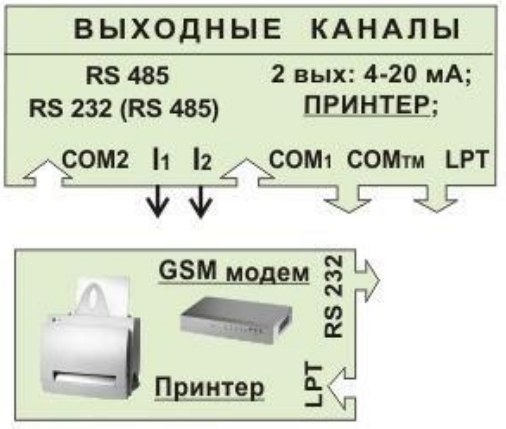 ВЫХОДНЫЕ КАНАЛЫ
RS 485 2 вых: 4-20 мА;
RS 232 (RS 485) ПРИНТЕР;
COM2 I1 I2 COM1 COMTM LPT
GSM модем
RS 232
Принтер
LPT